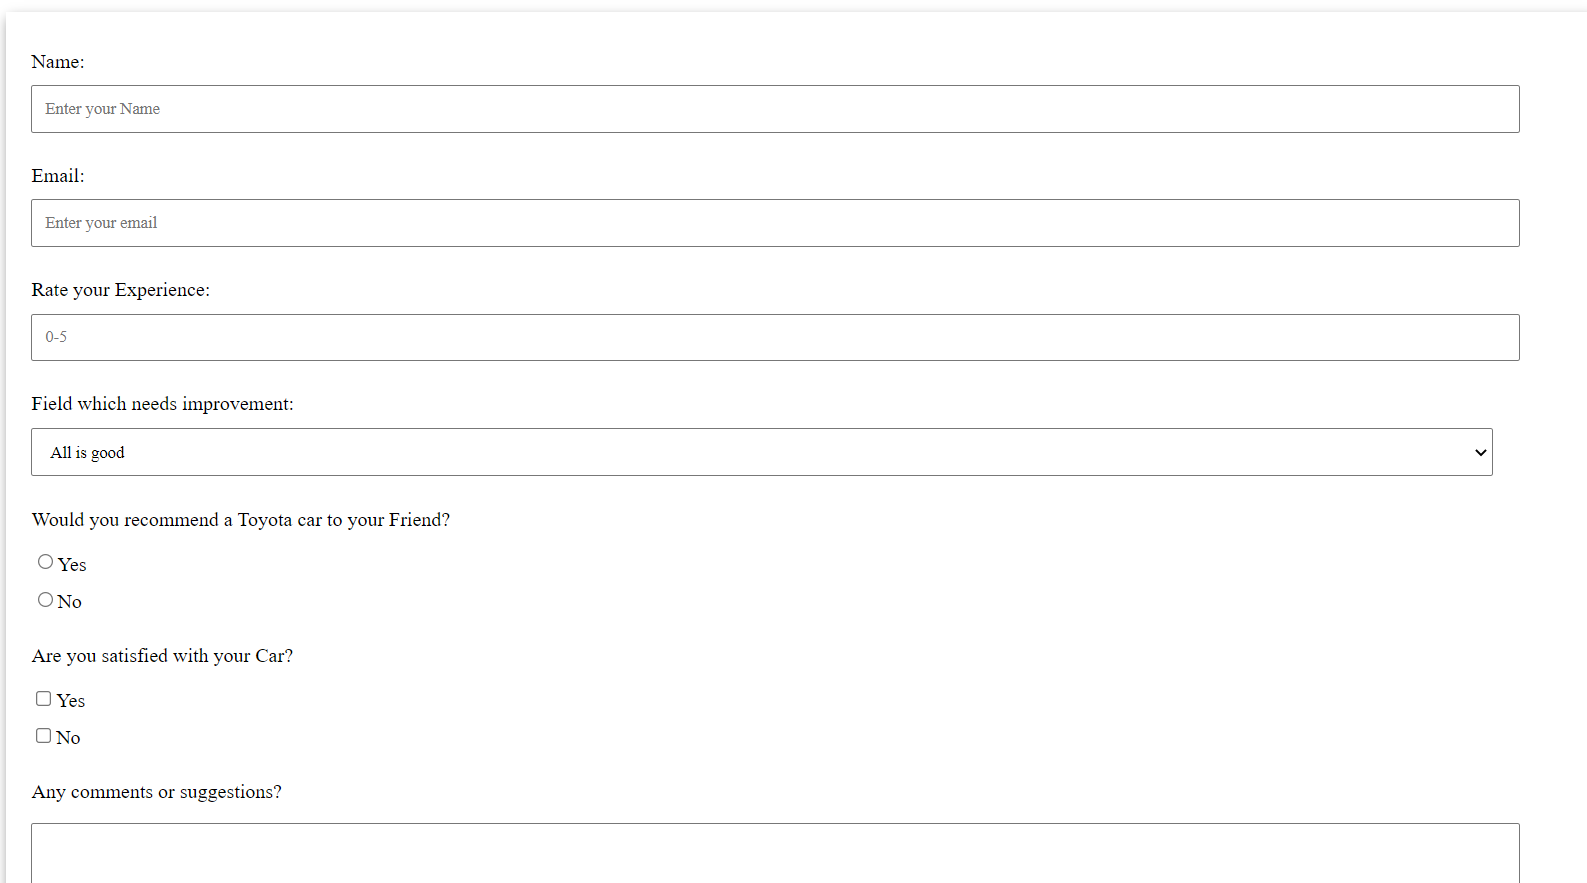 Name:
Enter your Name
Email:
Enter your email
Rate your Experience:
0-5
Field which needs improvement:
All is good
Would you recommend a Toyota car to your Friend?
Yes
No
Are you satisfied with your Car?
Yes
No
Any comments or suggestions?